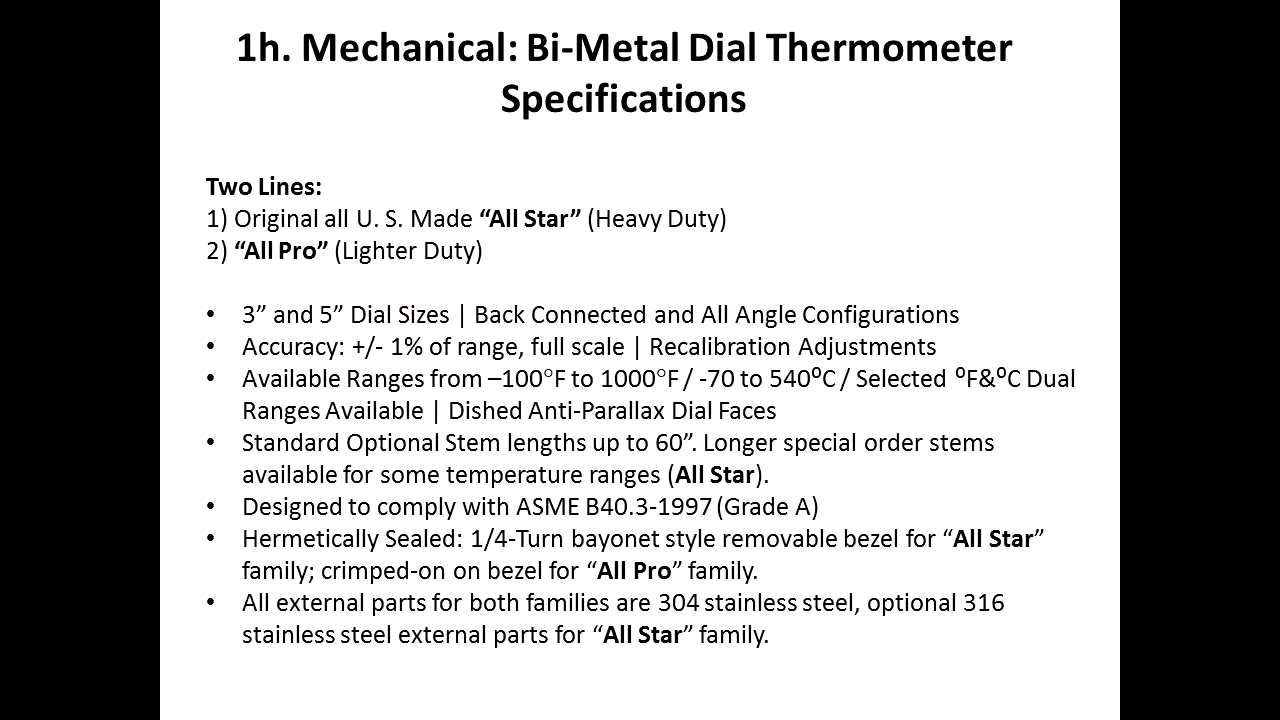 1h. Mechanical: Bi-Metal Dial Thermometer
Specifications
Two Lines:
1) Original all U. S. Made “All Star” (Heavy Duty)
2) “All Pro” (Lighter Duty)
• 3” and 5” Dial Sizes | Back Connected and All Angle Configurations
• Accuracy: +/- 1% of range, full scale | Recalibration Adjustments
• Available Ranges from –100°F to 1000°F / -70 to 540⁰C / Selected ⁰F&⁰C Dual
Ranges Available | Dished Anti-Parallax Dial Faces
• Standard Optional Stem lengths up to 60”. Longer special order stems
available for some temperature ranges (All Star).
• Designed to comply with ASME B40.3-1997 (Grade A)
• Hermetically Sealed: 1/4-Turn bayonet style removable bezel for “All Star”
family; crimped-on on bezel for “All Pro” family.
• All external parts for both families are 304 stainless steel, optional 316
stainless steel external parts for “All Star” family.